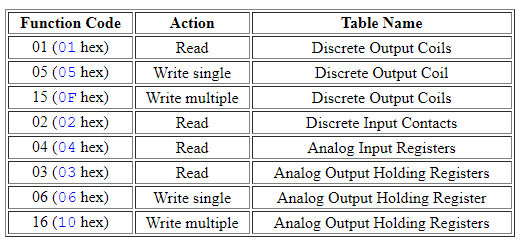 Function Code Action Table Name
01 (01 hex) Read Discrete Output Coils
05 (05 hex) Write single Discrete Output Coil
15 (0F hex) Write multiple Discrete Output Coils
02 (02 hex) Read Discrete Input Contacts
04 (04 hex) Read Analog Input Registers
03 (03 hex) Read Analog Output Holding Registers
06 (06 hex) Write single Analog Output Holding Register
16 (10 hex) Write multiple Analog Output Holding Registers